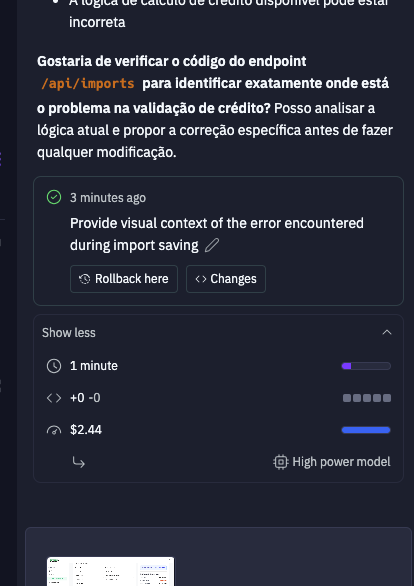 A lógica de cálculo de crédito disponível pode estar
incorreta
Gostaria de verificar o código do endpoint
/api/imports para identificar exatamente onde está
o problema na validação de crédito? Posso analisar a
lógica atual e propor a correção específica antes de fazer
qualquer modificação.
3 minutes ago
Provide visual context of the error encountered
during import saving
Rollback here
Changes
Show less
1 minute
+0 -0
$2.44
High power model